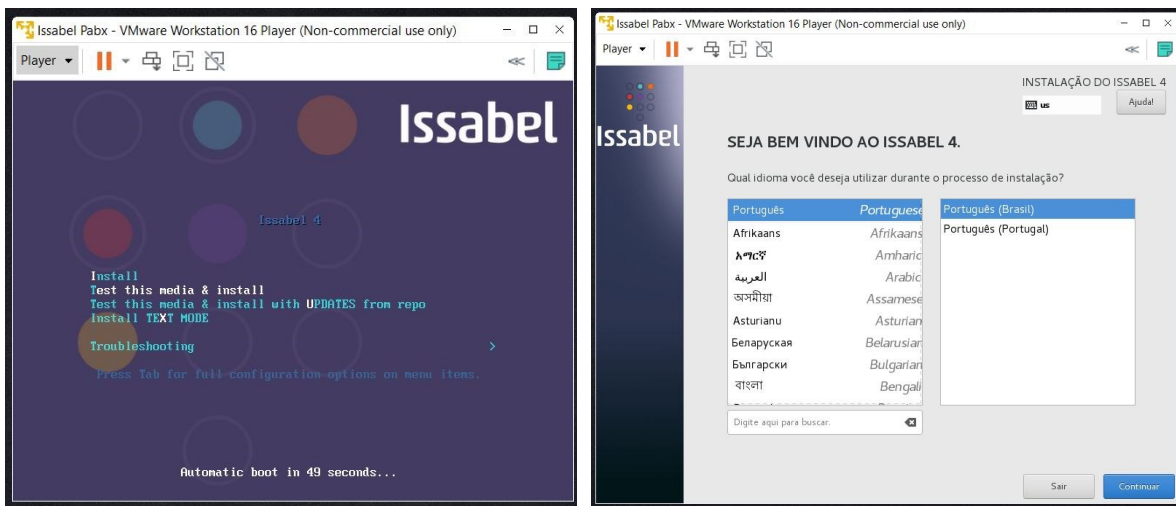 Issabel Pabx - VMware Workstation 16 Player (Non-commercial use only)
Player
Issabel
Issabel 4
Install
Test this media & install
Test this media & install with UPDATES from repo
Install TEXT MODE
Troubleshooting >
Press Tab for full configuration options on menu items.
Automatic boot in 49 seconds...
Issabel Pabx - VMware Workstation 16 Player (Non-commercial use only)
Player
Issabel
INSTALAÇÃO DO ISSABEL 4
us
Ajuda!
SEJA BEM VINDO AO ISSABEL 4.
Qual idioma você deseja utilizar durante o processo de instalação?
Português Portuguese
Afrikaans Afrikaans
አማርኛ Amharic
العربية Arabic
অসমীয়া Assamese
Asturianu Asturian
Беларуская Belarusian
Български Bulgarian
বাংলা Bengali
Português (Brasil)
Português (Portugal)
Digite aqui para buscar.
Sair
Continuar